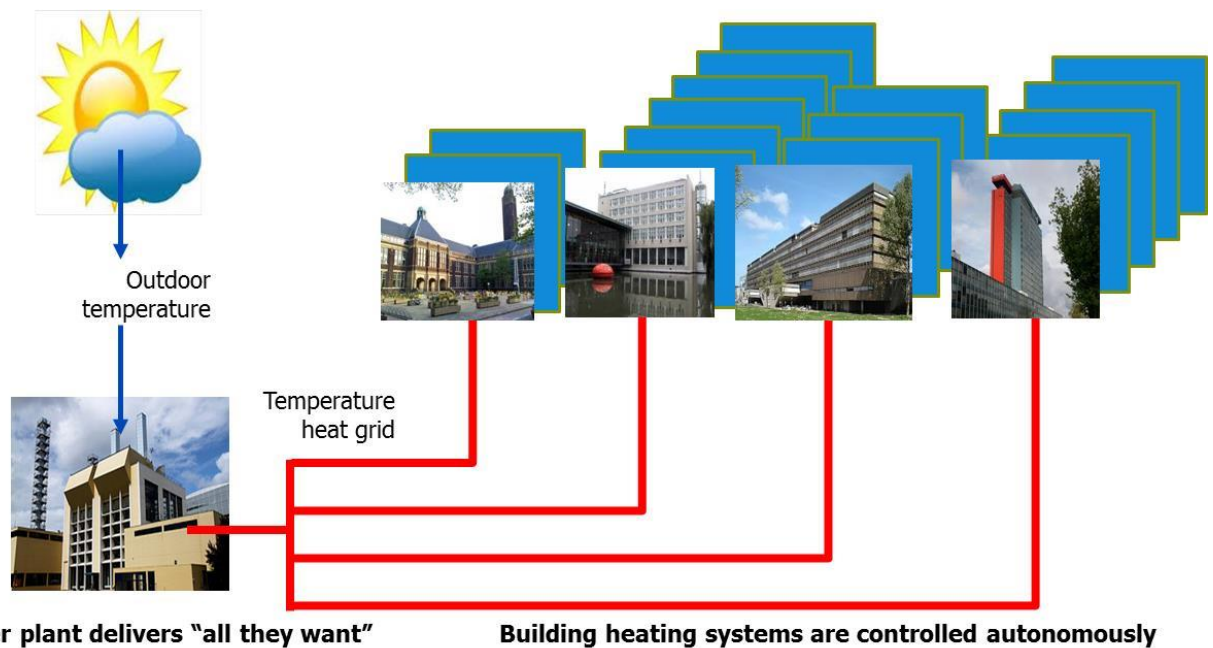 Outdoor
temperature
Temperature
heat grid
r plant delivers “all they want”
Building heating systems are controlled autonomously